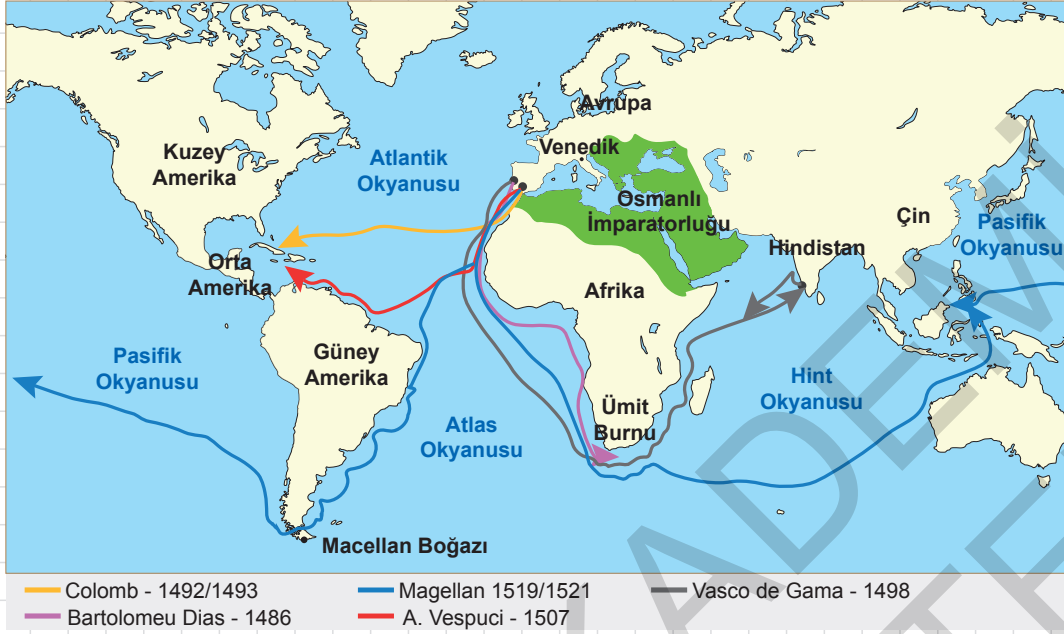 Avrupa
Kuzey
Amerika
Atlantik
Okyanusu
Venedik
Osmanlı
İmparatorluğu
Çin
Pasifik
Okyanusu
Hindistan
Orta
Amerika
Afrika
Pasifik
Okyanusu
Güney
Amerika
Hint
Okyanusu
Atlas
Okyanusu
Ümit
Burnu
Macellan Boğazı
Colomb - 1492/1493
Magellan 1519/1521
Vasco de Gama - 1498
Bartolomeu Dias - 1486
A. Vespuci - 1507